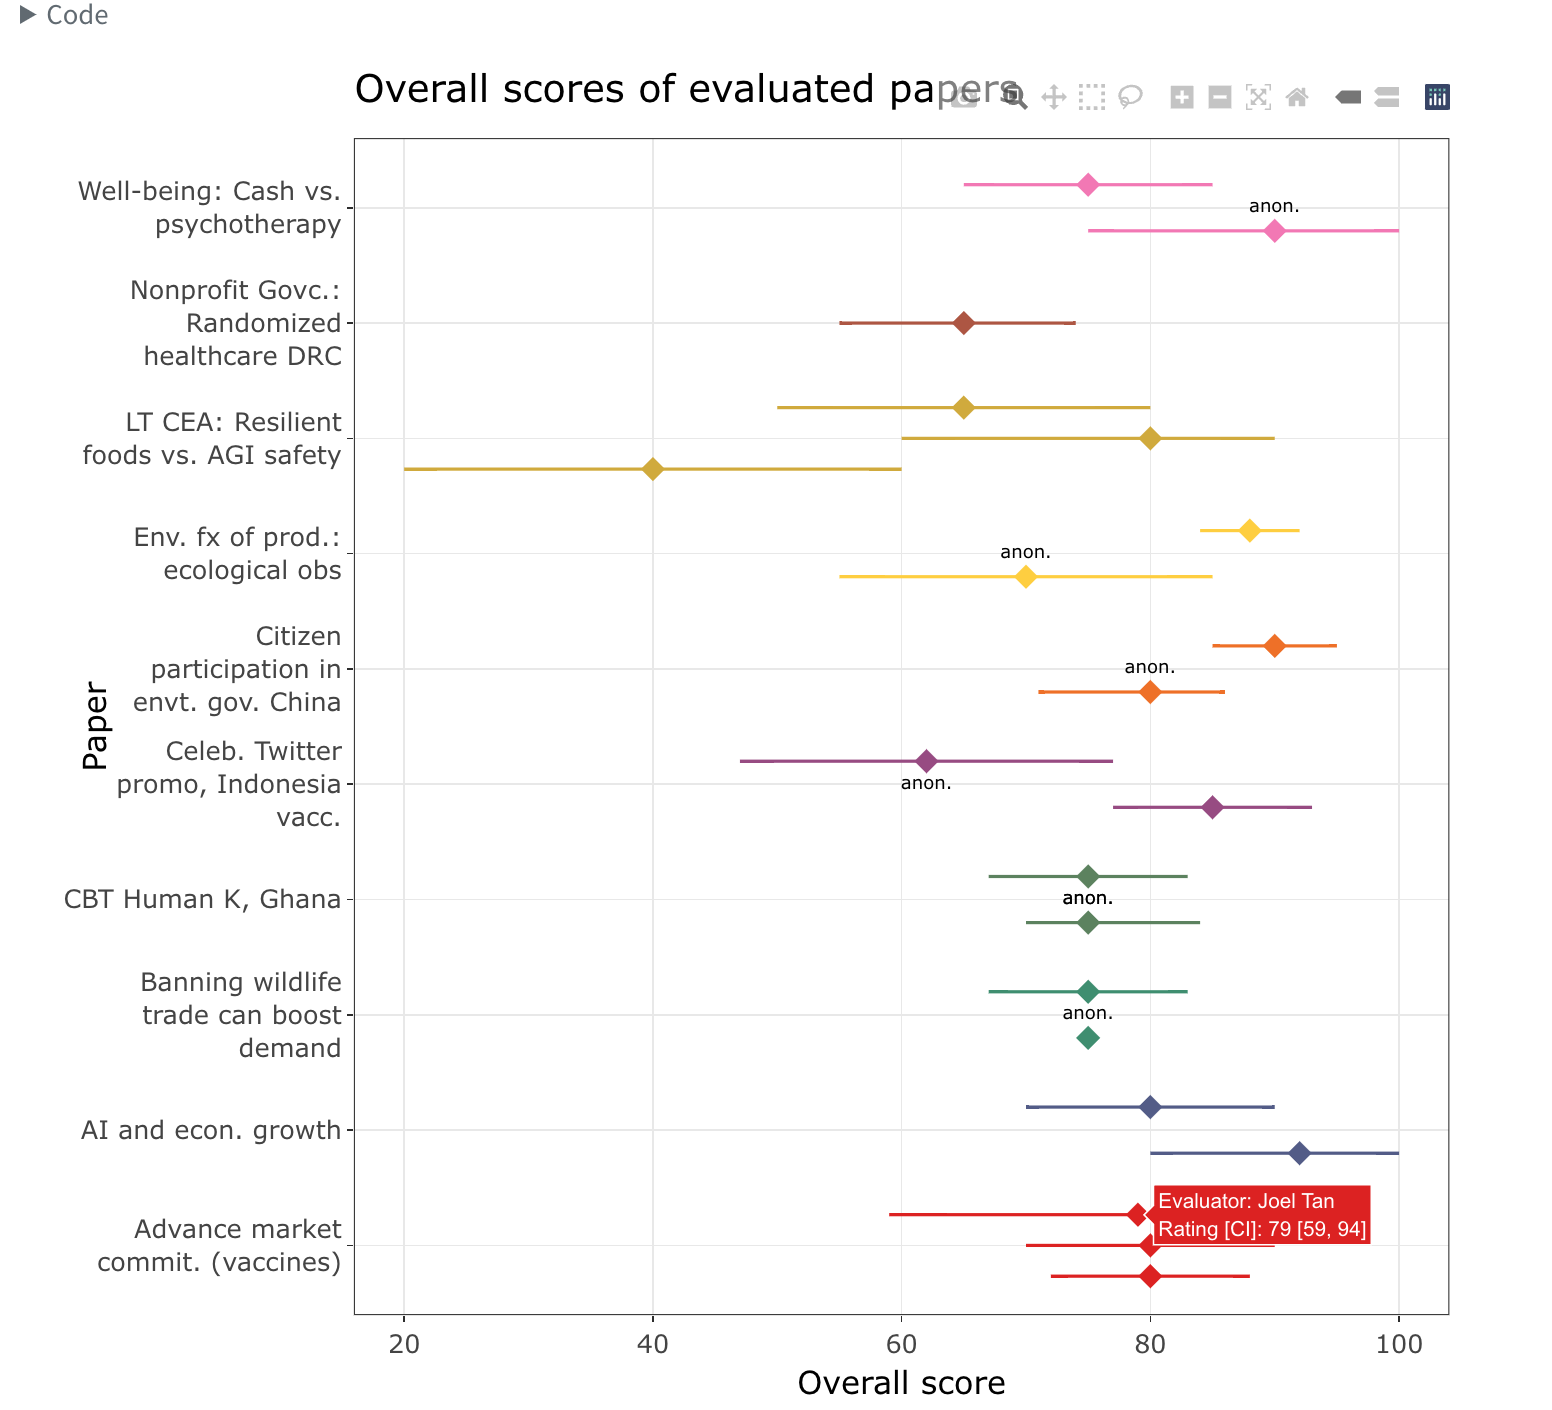 Code
Overall scores of evaluated papers
Well-being: Cash vs.
psychotherapy
anon.
Nonprofit Govc.:
Randomized
healthcare DRC
LT CEA: Resilient
foods vs. AGI safety
Env. fx of prod.:
ecological obs
anon.
Citizen
participation in
envt. gov. China
anon.
Celeb. Twitter
promo, Indonesia
vacc.
anon.
CBT Human K, Ghana
anon.
Banning wildlife
trade can boost
demand
anon.
AI and econ. growth
Advance market
commit. (vaccines)
Evaluator: Joel Tan
Rating [CI]: 79 [59, 94]
Paper
20 40 60 80 100
Overall score